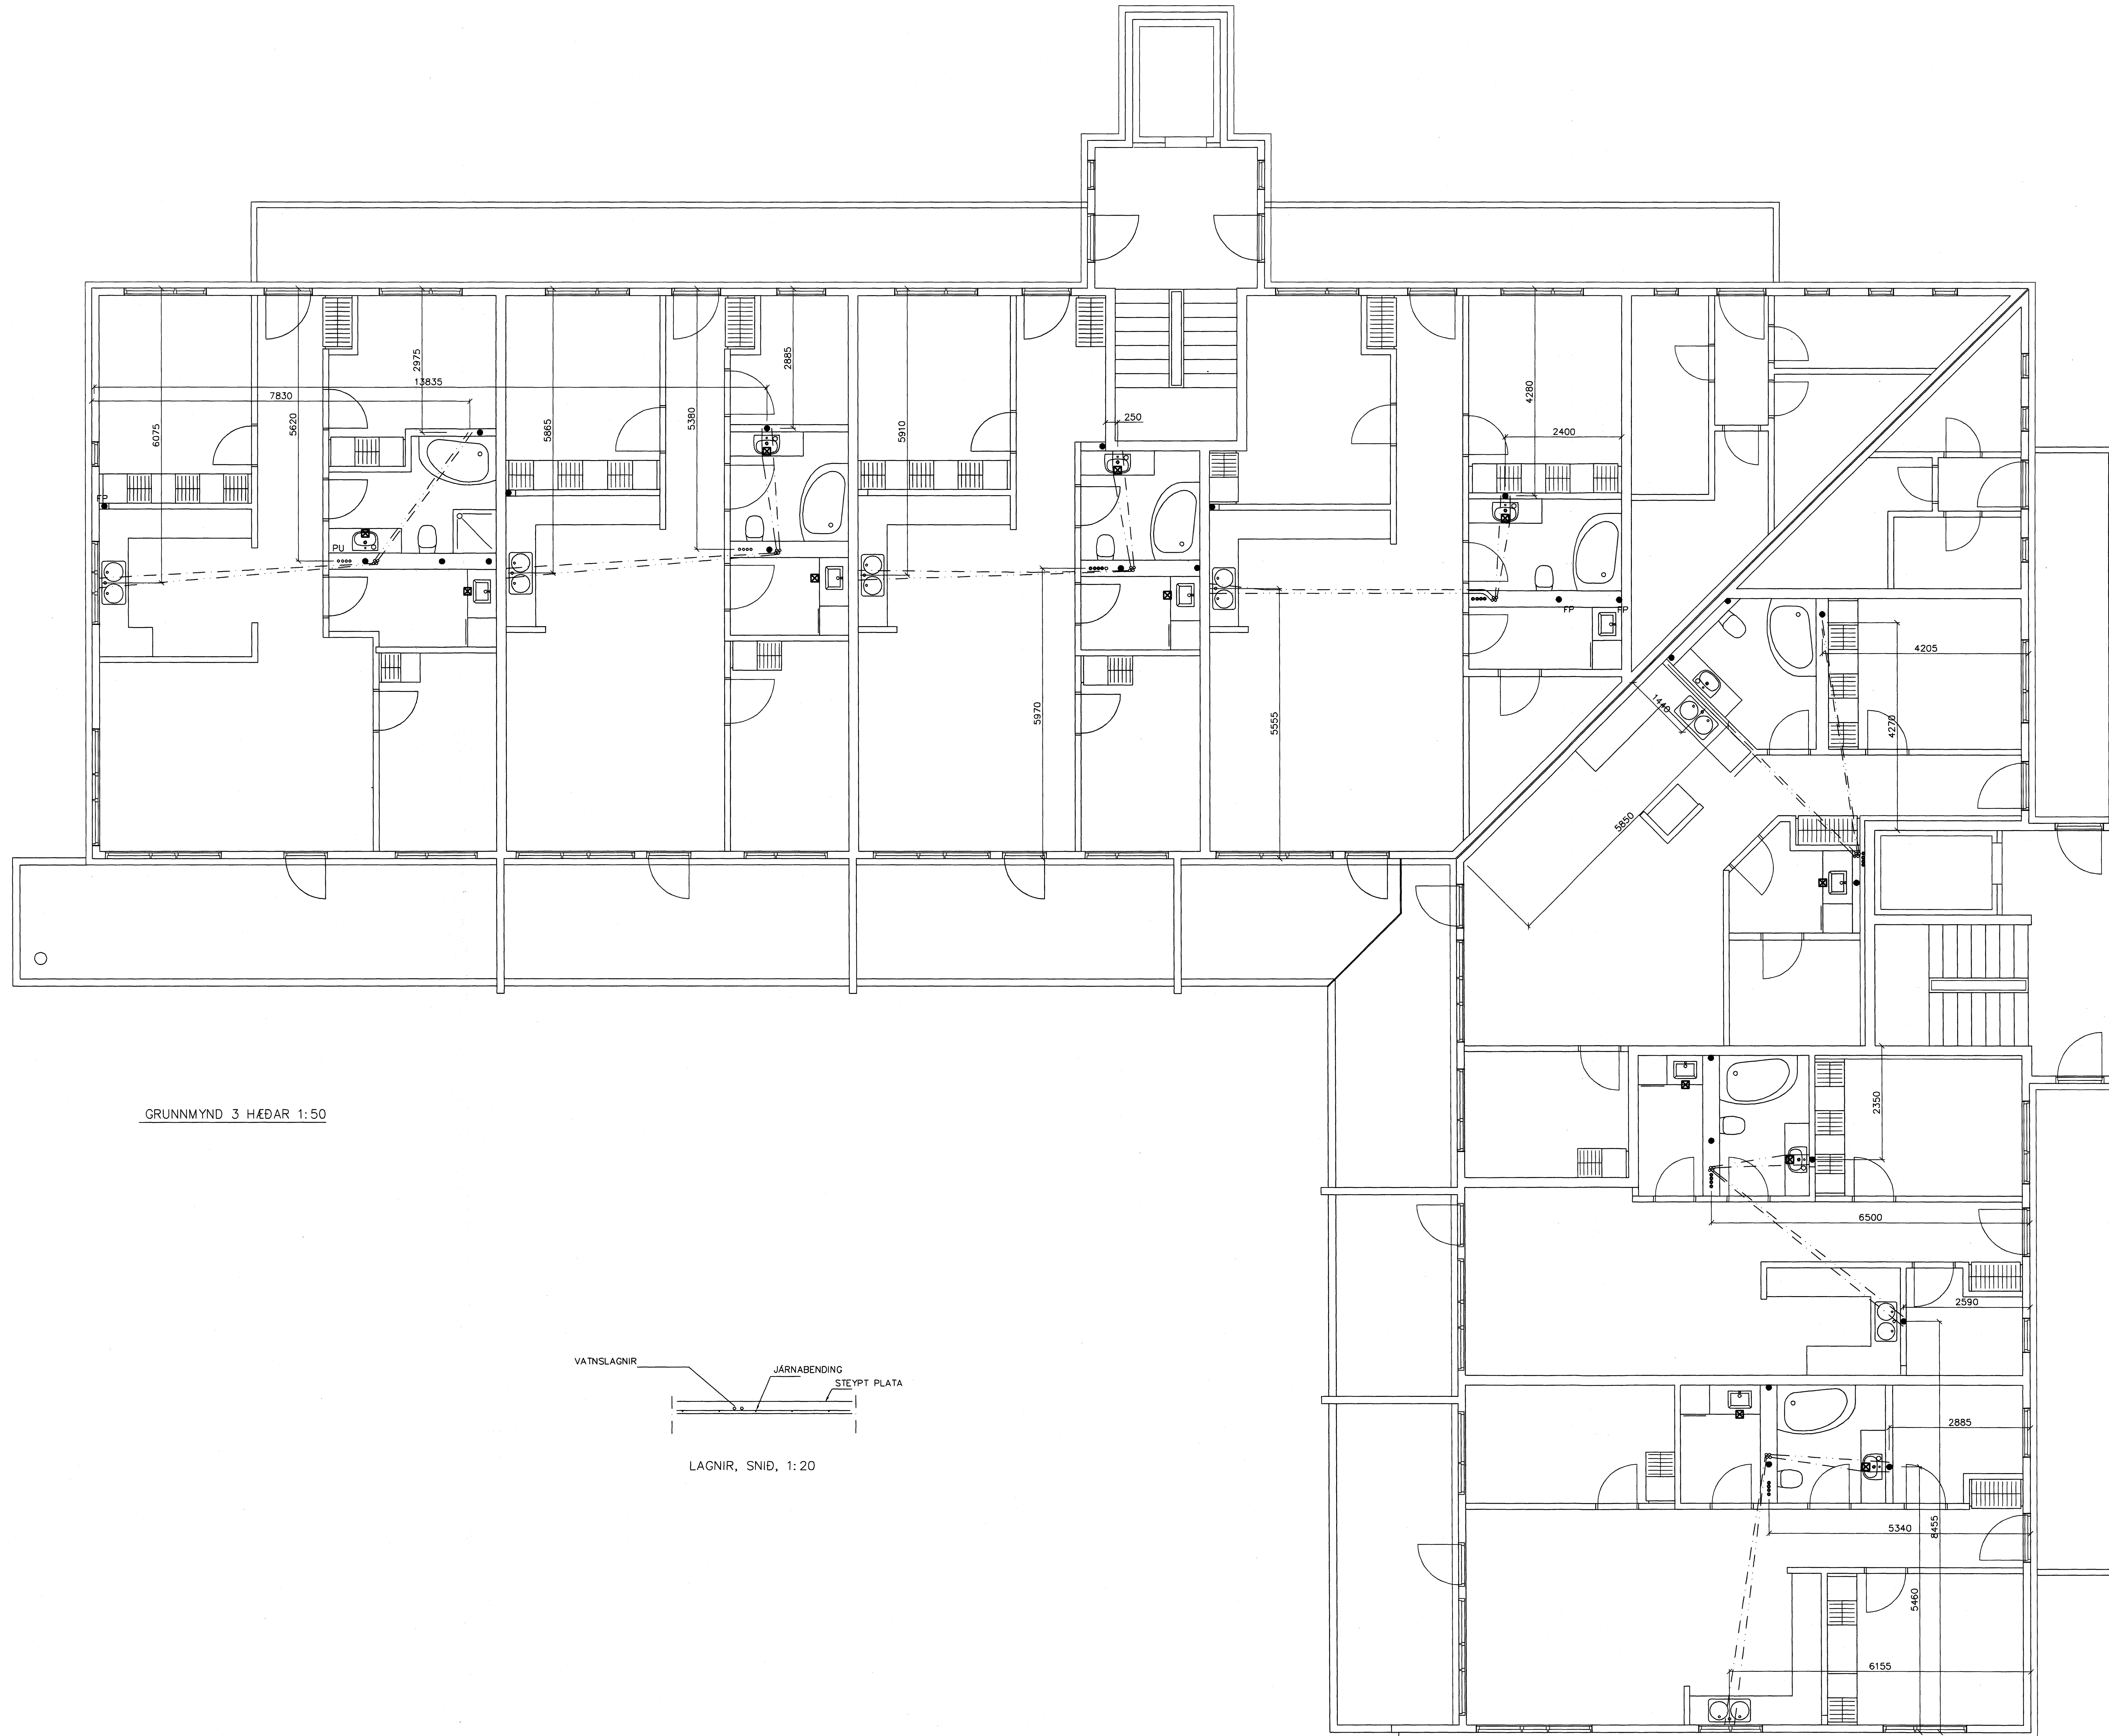 2975
2885
13835
7830
250
4280
2400
5620
6075
5865
5380
5910
FP
PU
FP
FP
4205
1440
4270
5970
5555
5850
GRUNNMYND 3 HÆÐAR 1:50
2350
6500
2590
VATNSLAGNIR
JÁRNABENDING
STEYPT PLATA
LAGNIR, SNIÐ, 1:20
2885
5340
8455
5460
6155